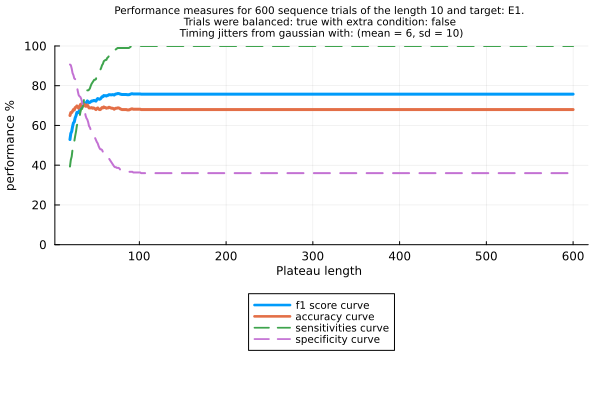 Performance measures for 600 sequence trials of the length 10 and target: E1.
Trials were balanced: true with extra condition: false
Timing jitters from gaussian with: (mean = 6, sd = 10)
100
80
60
40
20
0
performance %
100 200 300 400 500 600
Plateau length
f1 score curve
accuracy curve
sensitivities curve
specificity curve